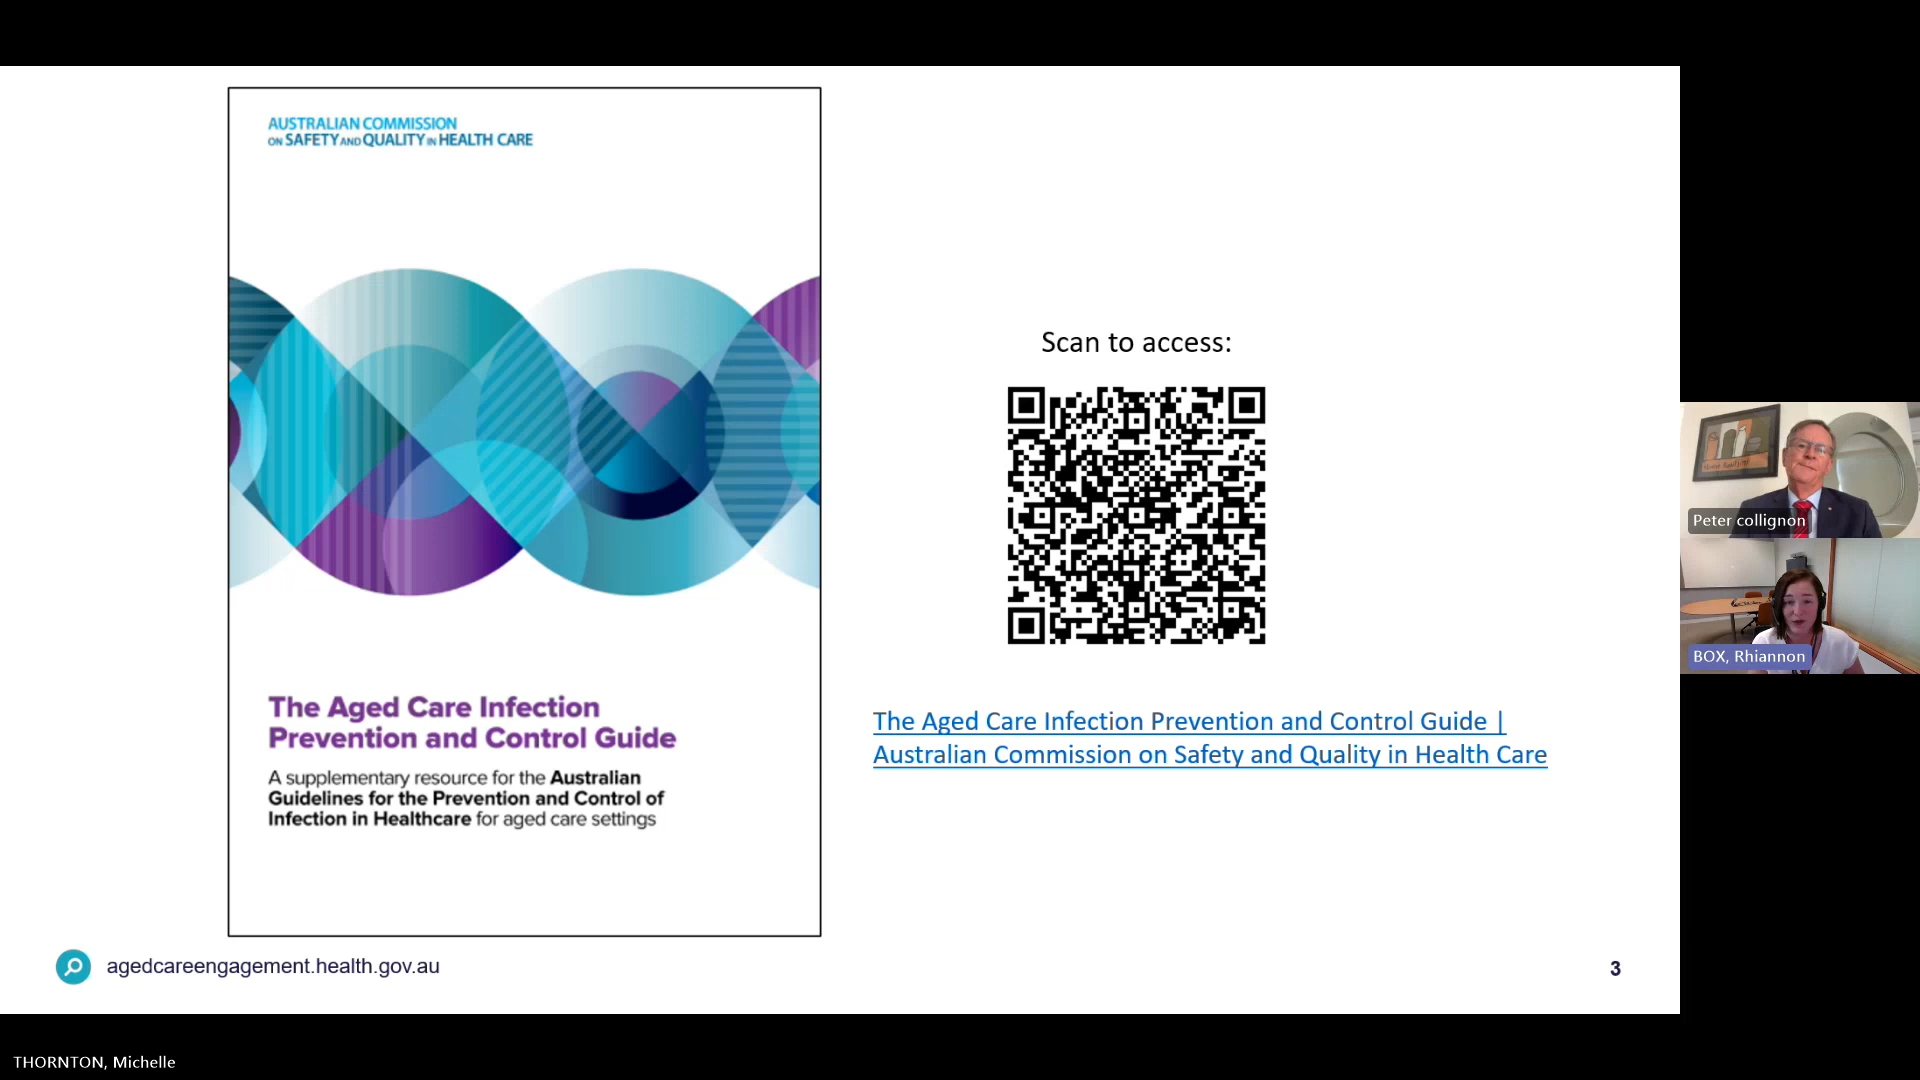 AUSTRALIAN COMMISSION
ON SAFETY AND QUALITY IN HEALTH CARE
The Aged Care Infection
Prevention and Control Guide
A supplementary resource for the Australian
Guidelines for the Prevention and Control of
Infection in Healthcare for aged care settings
Scan to access:
The Aged Care Infection Prevention and Control Guide |
Australian Commission on Safety and Quality in Health Care
agedcareengagement.health.gov.au
3
Peter collignon
BOX, Rhiannon
THORNTON, Michelle